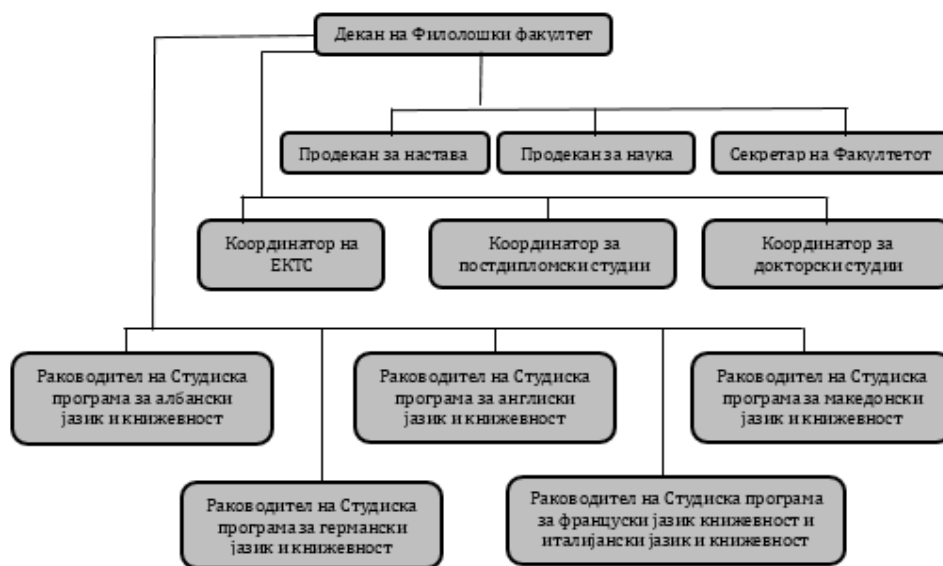 Декан на Филолошки факултет
Продекан за настава
Продекан за наука
Секретар на Факултетот
Координатор на
ЕКТС
Координатор за
постдипломски студии
Координатор за
докторски студии
Раководител на Студиска
програма за албански
јазик и книжевност
Раководител на Студиска
програма за англиски
јазик и книжевност
Раководител на Студиска
програма за македонски
јазик и книжевност
Раководител на Студиска
програма за германски
јазик и книжевност
Раководител на Студиска програма
за француски јазик книжевност и
италијански јазик и книжевност